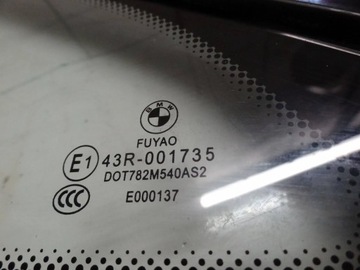 BMW
FUYAO
E1 43R-001735
DOT782M540AS2
CCC E000137